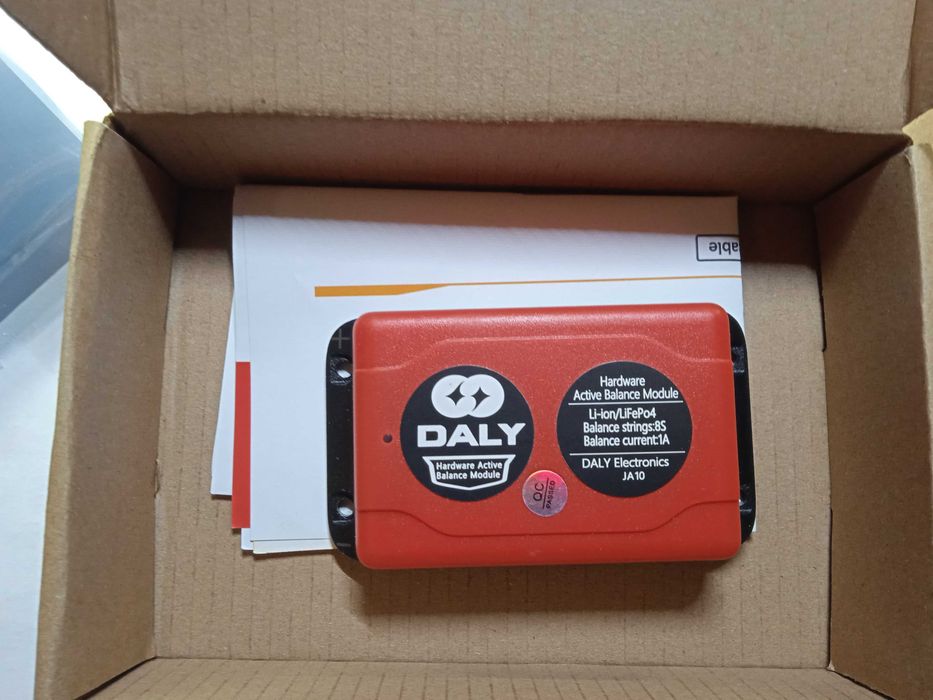 able
DALY
Hardware Active
Balance Module
Hardware
Active Balance Module
Li-ion/LiFePo4
Balance strings:8S
Balance current:1A
DALY Electronics
JA10
QC
PASSED